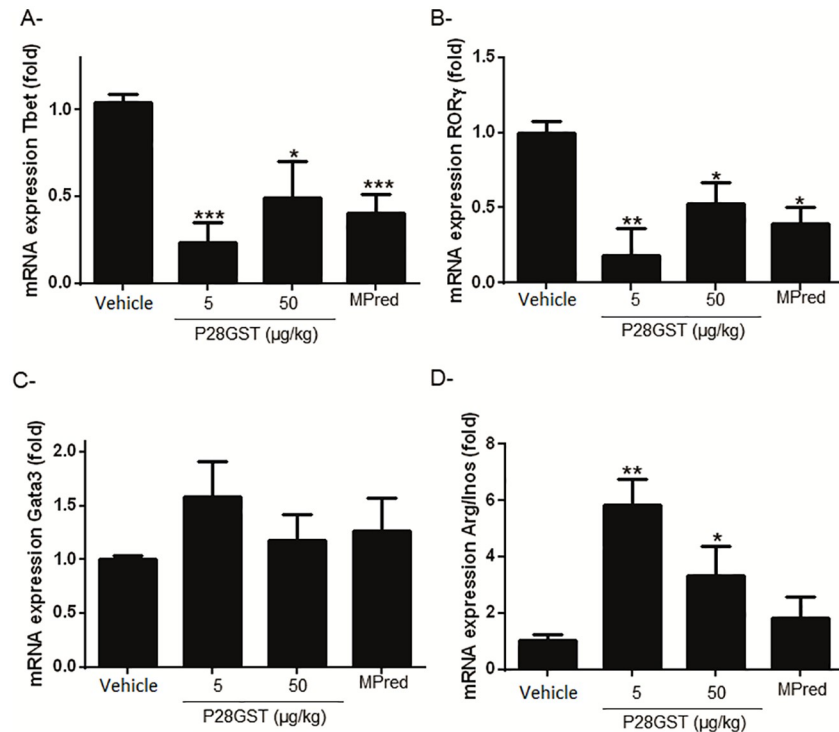 A-
mRNA expression Tbet (fold)
1.0
0.5
0.0
***
*
***
Vehicle
5
50
MPred
P28GST (µg/kg)
B-
mRNA expression RORγ (fold)
1.5
1.0
0.5
0.0
**
*
*
Vehicle
5
50
MPred
P28GST (µg/kg)
C-
mRNA expression Gata3 (fold)
2.0
1.5
1.0
0.5
0.0
Vehicle
5
50
MPred
P28GST (µg/kg)
D-
mRNA expression Arg/Inos (fold)
8
6
4
2
0
**
*
Vehicle
5
50
MPred
P28GST (µg/kg)